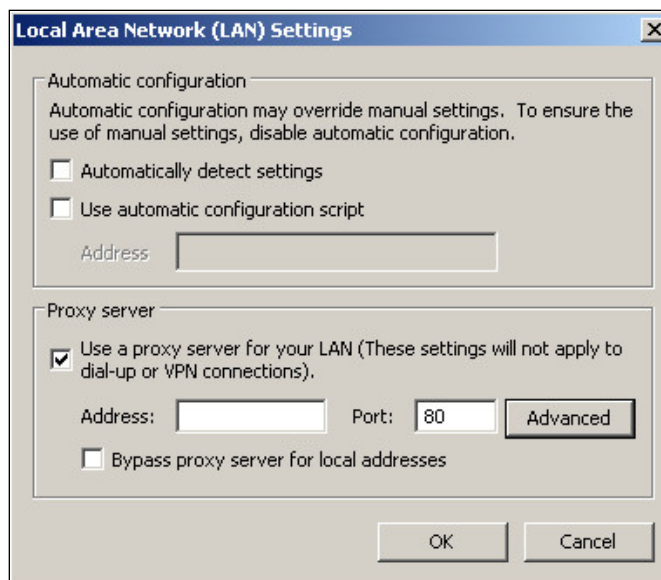 Local Area Network (LAN) Settings
Automatic configuration
Automatic configuration may override manual settings.  To ensure the
use of manual settings, disable automatic configuration.
Automatically detect settings
Use automatic configuration script
Address
Proxy server
Use a proxy server for your LAN (These settings will not apply to
dial-up or VPN connections).
Address: Port: 80 Advanced
Bypass proxy server for local addresses
OK Cancel